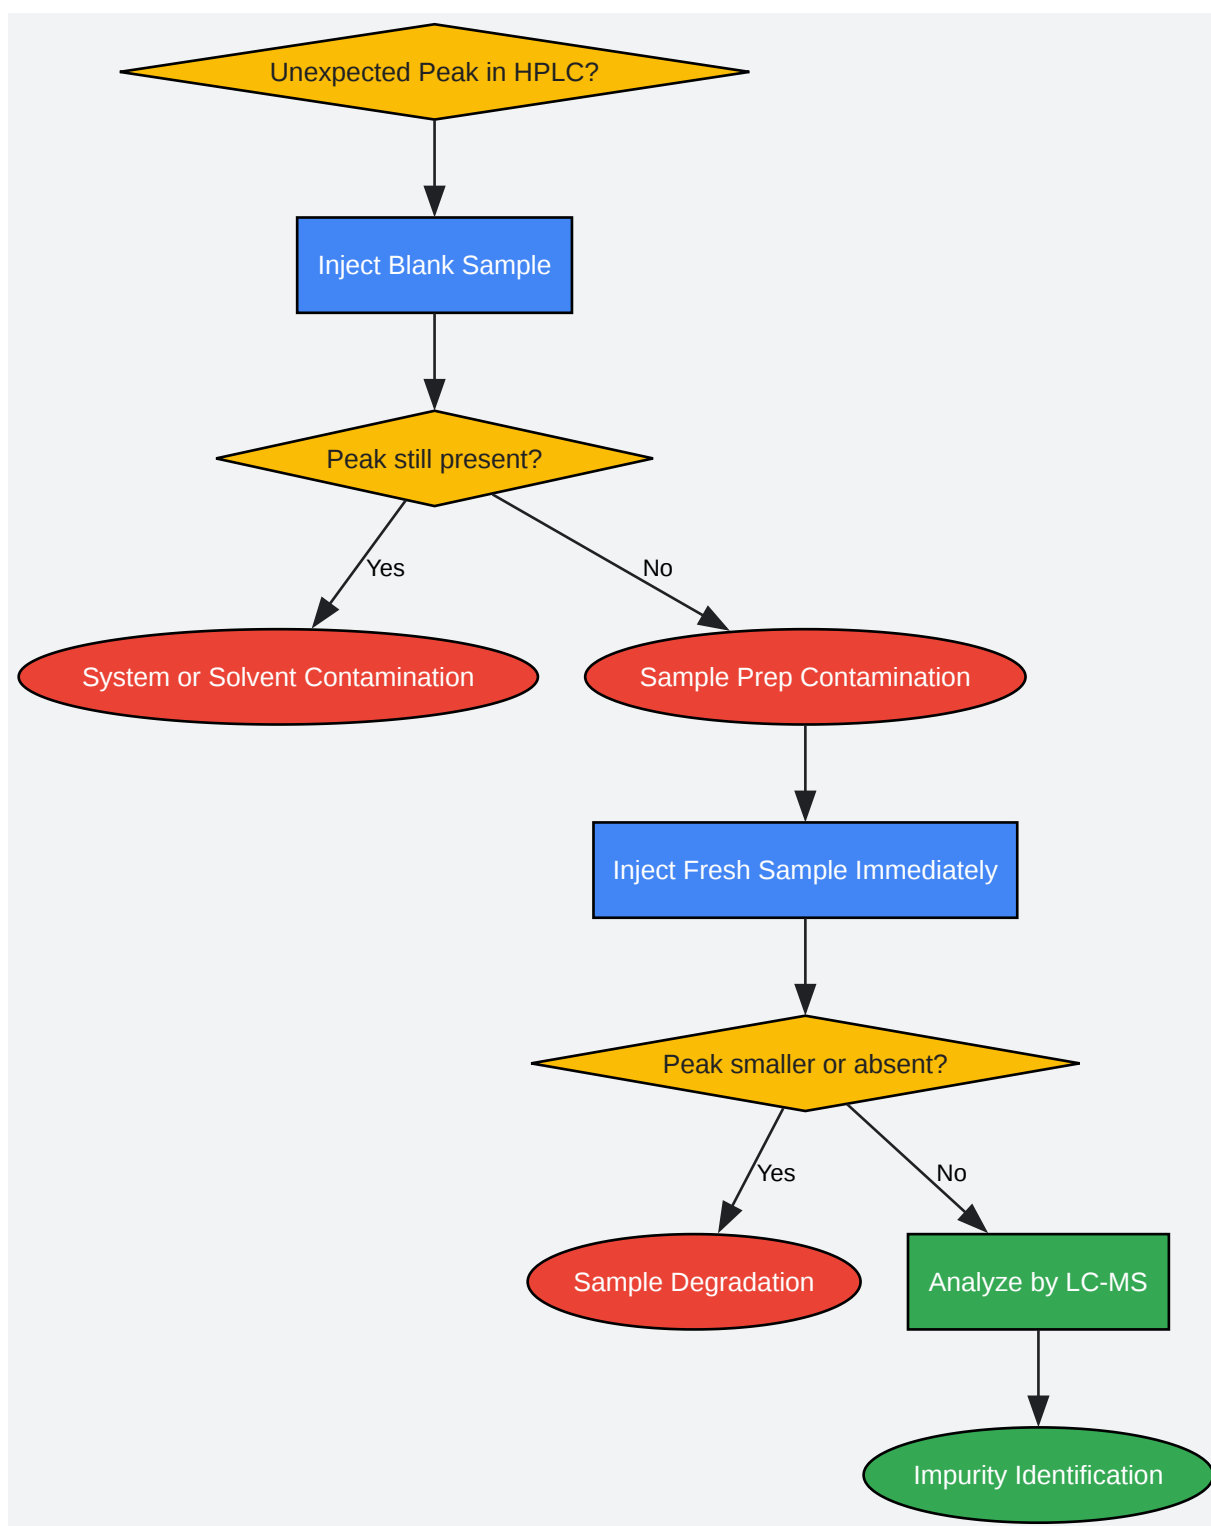 Unexpected Peak in HPLC?
Inject Blank Sample
Peak still present?
Yes
No
System or Solvent Contamination
Sample Prep Contamination
Inject Fresh Sample Immediately
Peak smaller or absent?
Yes
No
Sample Degradation
Analyze by LC-MS
Impurity Identification